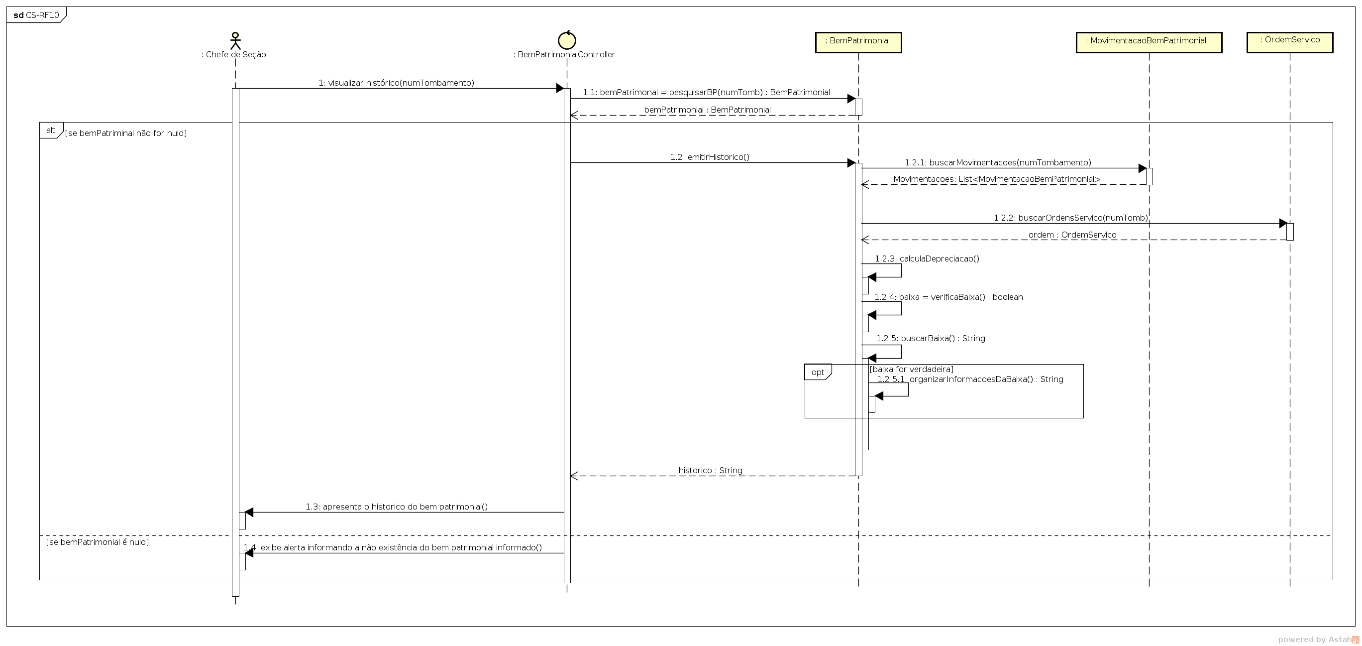 sd CS-RF10
: Chefe de Seção
: BemPatrimonialController
: BemPatrimonia
MovimentacaoBemPatrimonial
: OrdemServico
1: visualizar histórico(numTombamento)
1.1: bemPatrimonal = pesquisarBP(numTomb) : BemPatrimonial
bemPatrimonial : BemPatrimonial
alt
[se bemPatriminal não for nulo]
1.2: emitirHistorico()
1.2.1: buscarMovimentacoes(numTombamento)
Movimentacoes: List<MovimentacaoBemPatrimonial>
1.2.2: buscarOrdensServico(numTomb)
ordem : OrdemServico
1.2.3: calculaDepreciacao()
1.2.4: baixa = verificaBaixa() : boolean
1.2.5: buscarBaixa() : String
opt
[baixa for verdadeira]
1.2.5.1: organizarInformacoesDaBaixa() : String
historico : String
1.3: apresenta o historico do bem patrimonial()
[se bemPatrimonial é nulo]
1.4: exibe alerta informando a não existência do bem patrimonial informado()
powered by Astah